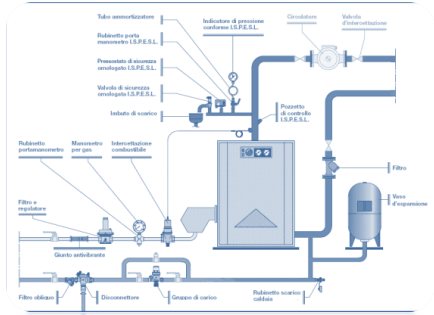 Tubo ammortizzatore
Rubinetto porta
manometro I.S.P.E.S.L.
Pressostato di sicurezza
omologato I.S.P.E.S.L.
Valvola di sicurezza
omologata I.S.P.E.S.L.
Imbuto di scarico
Indicatore di pressione
conforme I.S.P.E.S.L.
Circolatore
Valvola
d'intercettazione
Pozzetto
di controllo
I.S.P.E.S.L.
Rubinetto
portamanometro
Manometro
per gas
Intercettazione
combustibile
Filtro
Vaso
d'espansione
Filtro e
regolatore
Giunto antivibrante
Filtro obliquo
Disconnettore
Gruppo di carico
Rubinetto scarico
caldaia